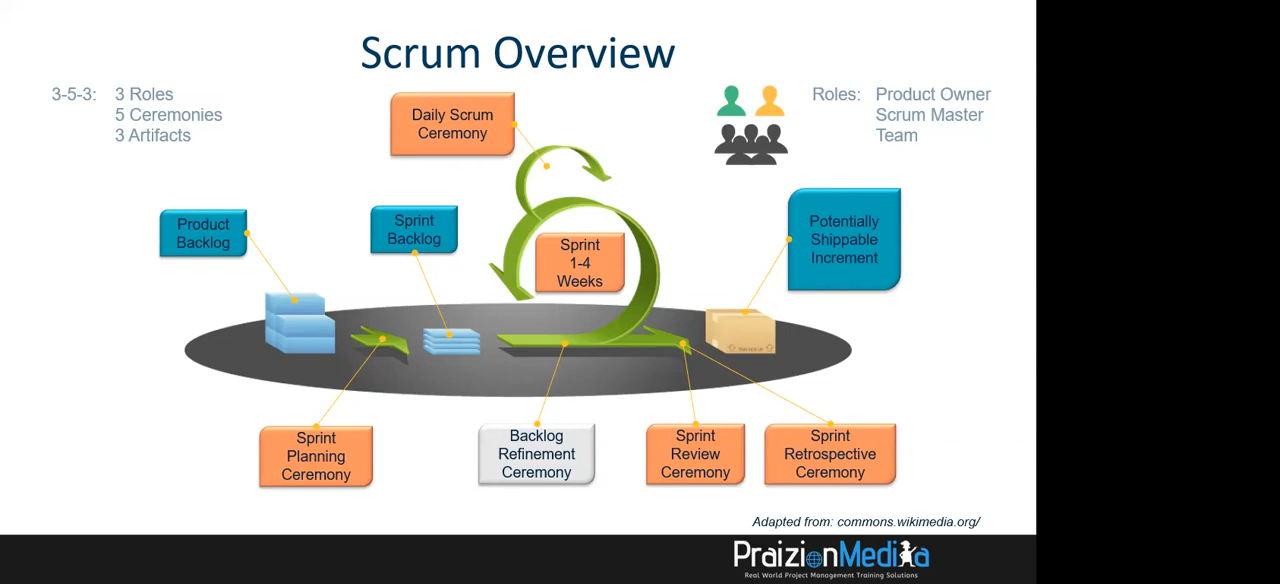 Scrum Overview
3-5-3: 3 Roles
5 Ceremonies
3 Artifacts
Roles: Product Owner
Scrum Master
Team
Daily Scrum
Ceremony
Product
Backlog
Sprint
Backlog
Sprint
1-4
Weeks
Potentially
Shippable
Increment
Sprint
Planning
Ceremony
Backlog
Refinement
Ceremony
Sprint
Review
Ceremony
Sprint
Retrospective
Ceremony
Adapted from: commons.wikimedia.org/
PraizionMedia
Real World Project Management Training Solutions